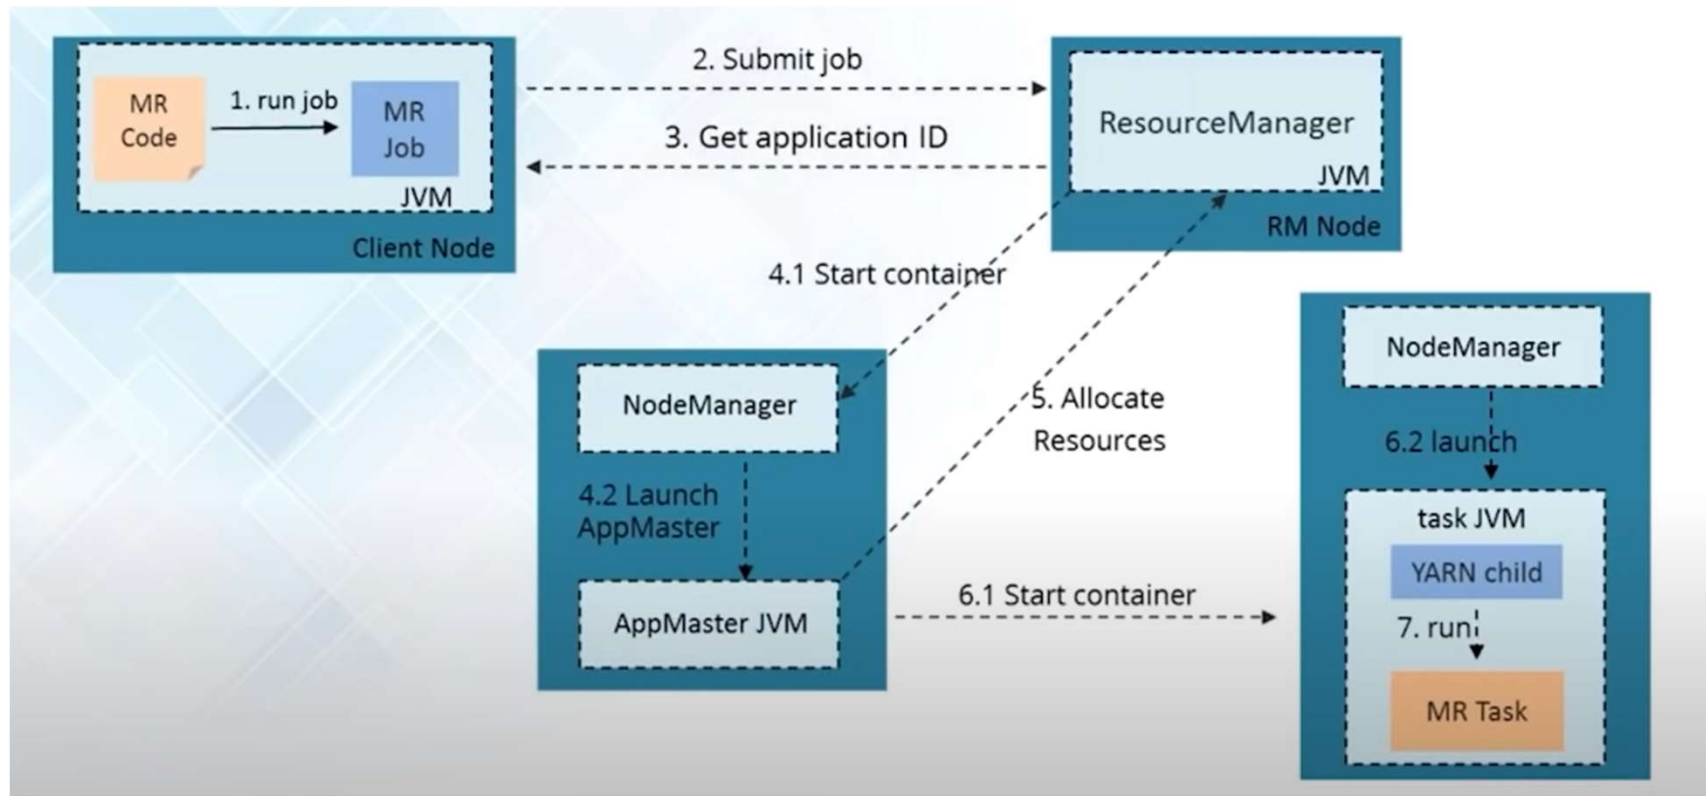 MR
Code
1. run job
MR
Job
JVM
Client Node
2. Submit job
3. Get application ID
ResourceManager
JVM
RM Node
4.1 Start container
NodeManager
4.2 Launch
AppMaster
AppMaster JVM
5. Allocate
Resources
6.1 Start container
NodeManager
6.2 launch
task JVM
YARN child
7. run
MR Task